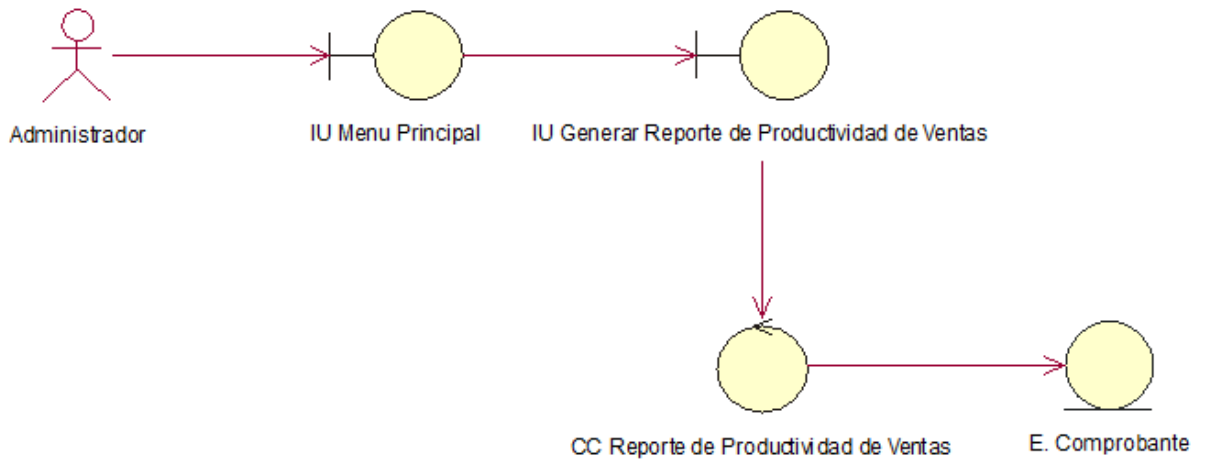 Administrador
IU Menu Principal
IU Generar Reporte de Productividad de Ventas
CC Reporte de Productividad de Ventas
E. Comprobante